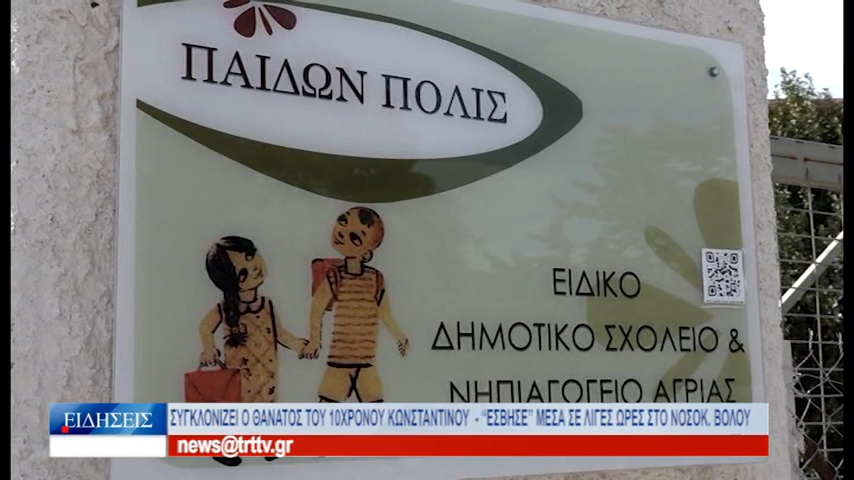 ΠΑΙΔΩΝ ΠΟΛΙΣ
ΕΙΔΙΚΟ
ΔΗΜΟΤΙΚΟ ΣΧΟΛΕΙΟ &
ΝΗΠΙΑΓΩΓΕΙΟ ΑΓΡΙΑΣ
ΕΙΔΗΣΕΙΣ
ΣΥΓΚΛΟΝΙΖΕΙ Ο ΘΑΝΑΤΟΣ ΤΟΥ 10ΧΡΟΝΟΥ ΚΩΝΣΤΑΝΤΙΝΟΥ - “ΕΣΒΗΣΕ” ΜΕΣΑ ΣΕ ΛΙΓΕΣ ΩΡΕΣ ΣΤΟ ΝΟΣΟΚ. ΒΟΛΟΥ
news@trttv.gr